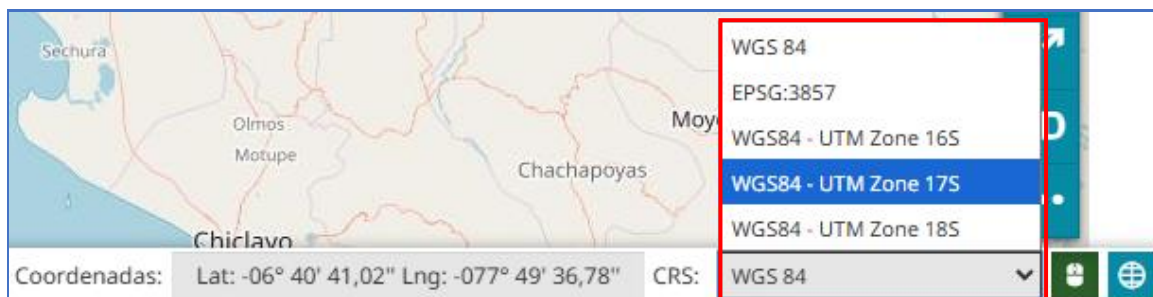 Sechura
WGS 84
EPSG:3857
Olmos
Moyo
WGS84 - UTM Zone 16S
Motupe
Chachapoyas
WGS84 - UTM Zone 17S
WGS84 - UTM Zone 18S
Chiclayo
Coordenadas: Lat: -06° 40' 41,02" Lng: -077° 49' 36,78" CRS: WGS 84